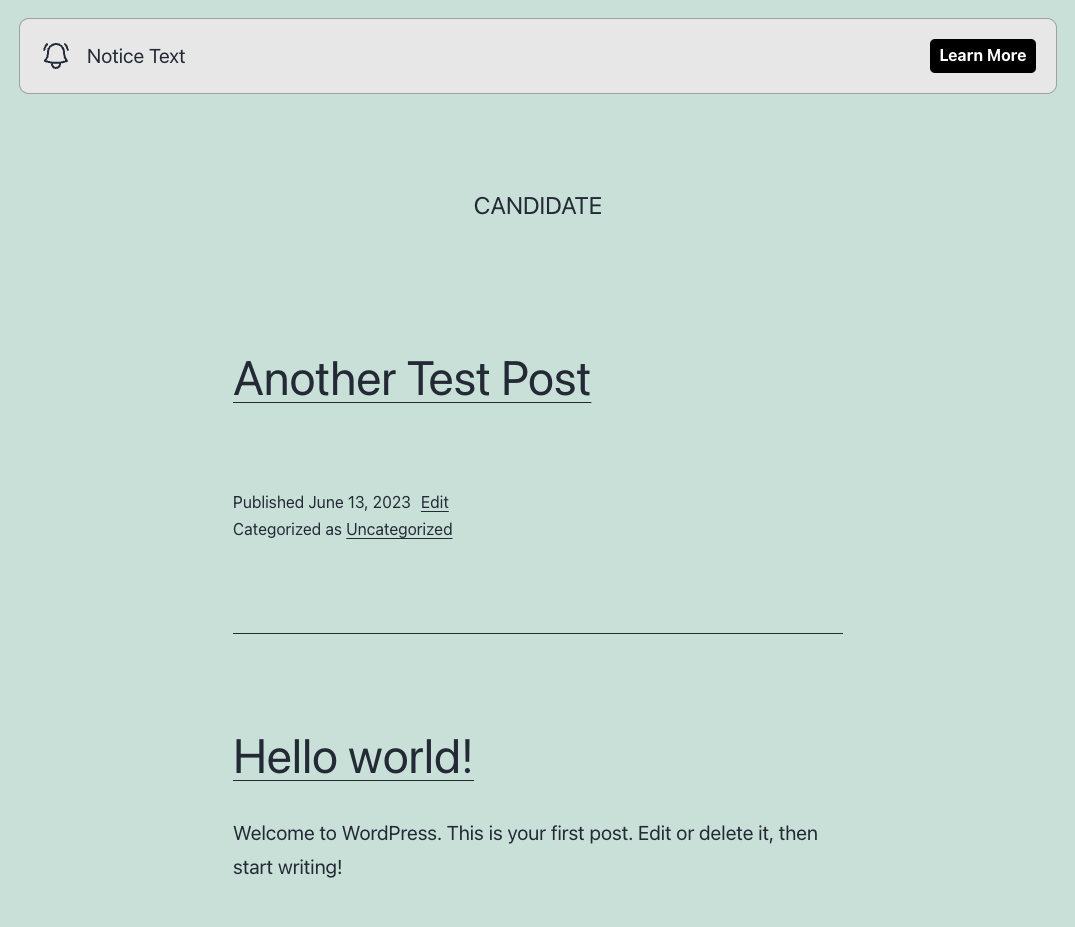 Notice Text
Learn More
CANDIDATE
Another Test Post
Published June 13, 2023 Edit
Categorized as Uncategorized
Hello world!
Welcome to WordPress. This is your first post. Edit or delete it, then
start writing!